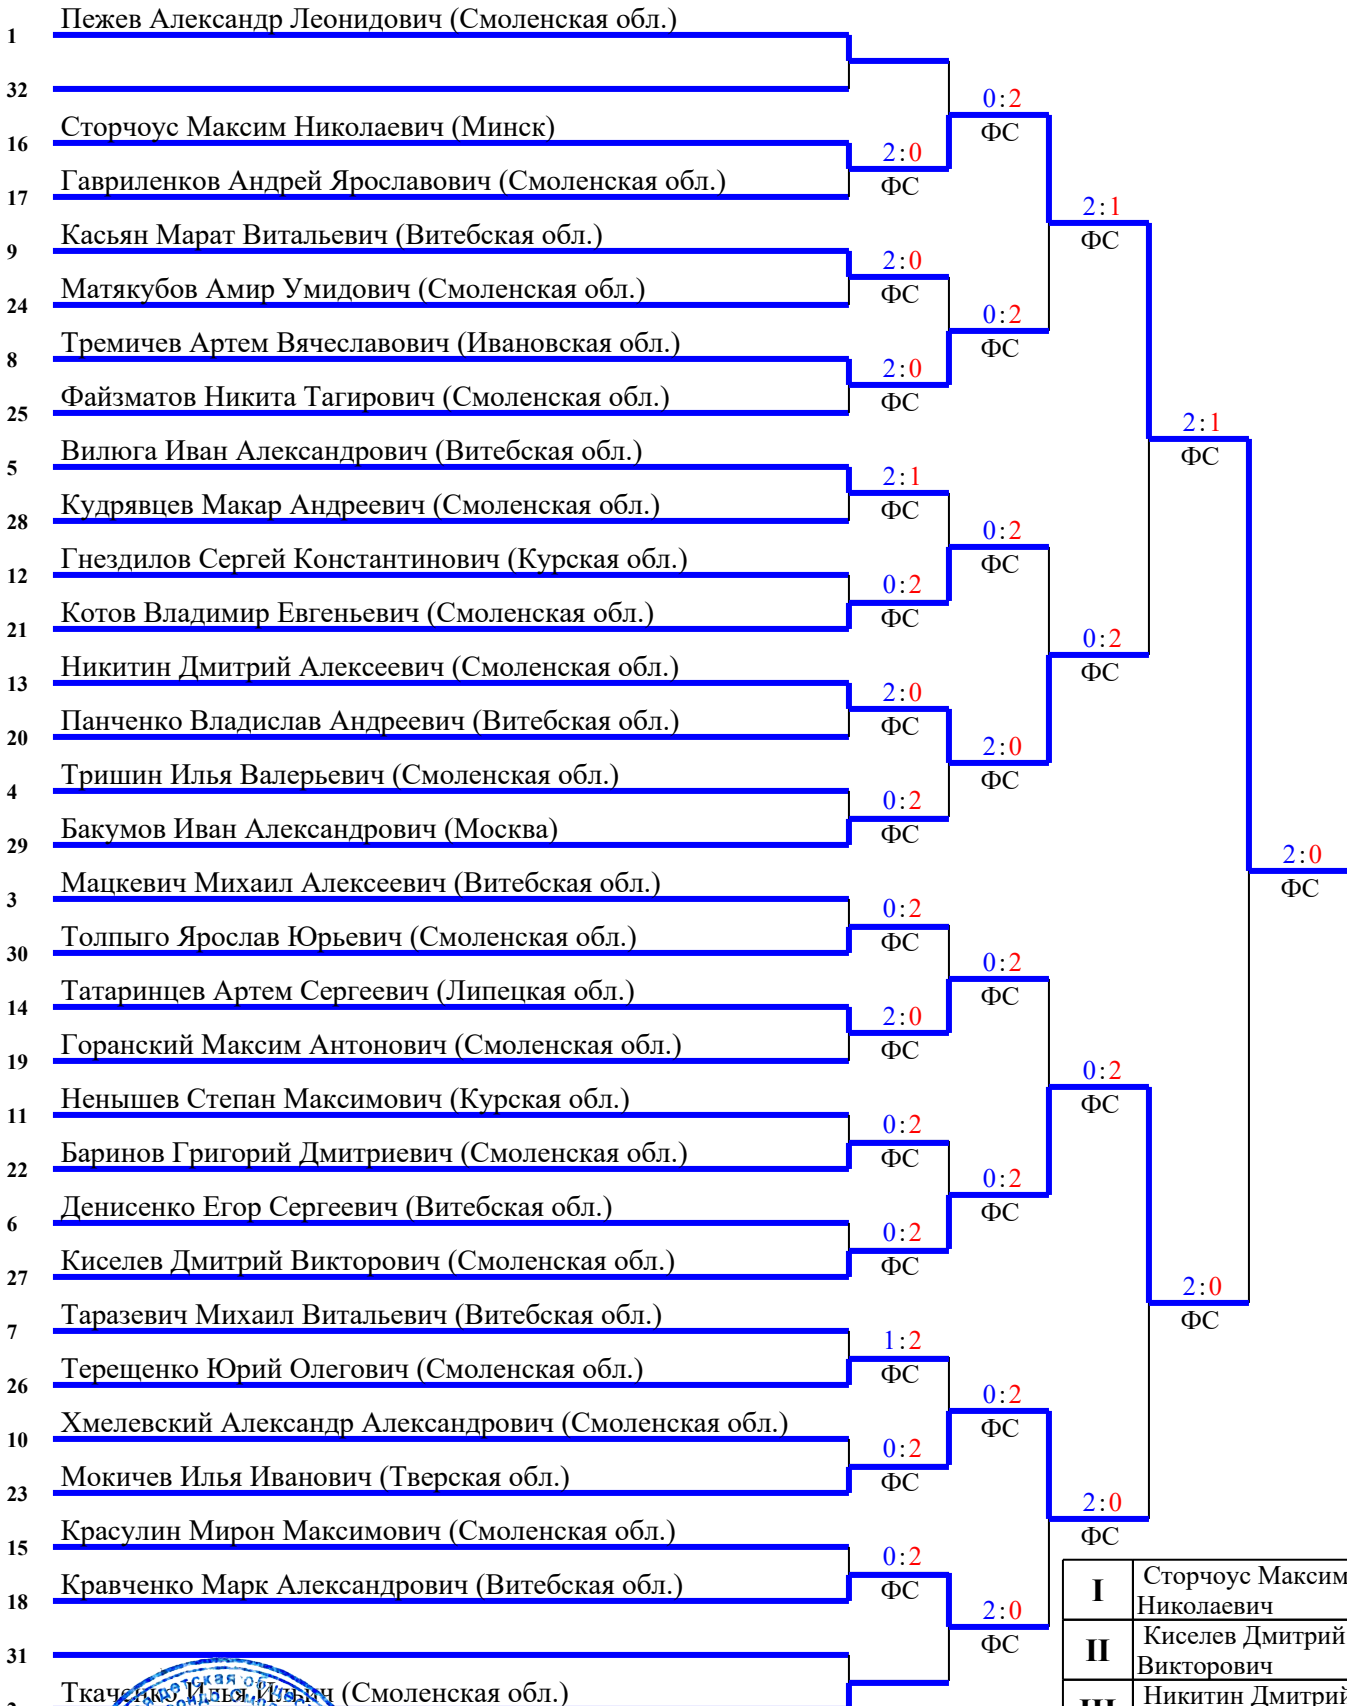 Пежев Александр Леонидович (Смоленская обл.)
1
32
0:2
ФС
Сторчоус Максим Николаевич (Минск)
16
2:0
ФС
Гавриленков Андрей Ярославович (Смоленская обл.)
17
2:1
ФС
Касьян Марат Витальевич (Витебская обл.)
9
2:0
ФС
Матякубов Амир Умидович (Смоленская обл.)
24
0:2
ФС
Тремичев Артем Вячеславович (Ивановская обл.)
8
2:0
ФС
Файзматов Никита Тагирович (Смоленская обл.)
25
2:1
ФС
Вилюга Иван Александрович (Витебская обл.)
5
2:1
ФС
Кудрявцев Макар Андреевич (Смоленская обл.)
28
0:2
ФС
Гнездилов Сергей Константинович (Курская обл.)
12
0:2
ФС
Котов Владимир Евгеньевич (Смоленская обл.)
21
0:2
ФС
Никитин Дмитрий Алексеевич (Смоленская обл.)
13
2:0
ФС
Панченко Владислав Андреевич (Витебская обл.)
20
2:0
ФС
Тришин Илья Валерьевич (Смоленская обл.)
4
0:2
ФС
Бакумов Иван Александрович (Москва)
29
2:0
ФС
Мацкевич Михаил Алексеевич (Витебская обл.)
3
0:2
ФС
Толпыго Ярослав Юрьевич (Смоленская обл.)
30
0:2
ФС
Татаринцев Артем Сергеевич (Липецкая обл.)
14
2:0
ФС
Горанский Максим Антонович (Смоленская обл.)
19
0:2
ФС
Ненышев Степан Максимович (Курская обл.)
11
0:2
ФС
Баринов Григорий Дмитриевич (Смоленская обл.)
22
0:2
ФС
Денисенко Егор Сергеевич (Витебская обл.)
6
0:2
ФС
Киселев Дмитрий Викторович (Смоленская обл.)
27
2:0
ФС
Таразевич Михаил Витальевич (Витебская обл.)
7
1:2
ФС
Терещенко Юрий Олегович (Смоленская обл.)
26
0:2
ФС
Хмелевский Александр Александрович (Смоленская обл.)
10
0:2
ФС
Мокичев Илья Иванович (Тверская обл.)
23
2:0
ФС
Красулин Мирон Максимович (Смоленская обл.)
15
0:2
ФС
Кравченко Марк Александрович (Витебская обл.)
18
2:0
ФС
31
Ткаченко Илья Ильич (Смоленская обл.)
I Сторчоус Максим
Николаевич
II Киселев Дмитрий
Викторович
III Никитин Дмитрий